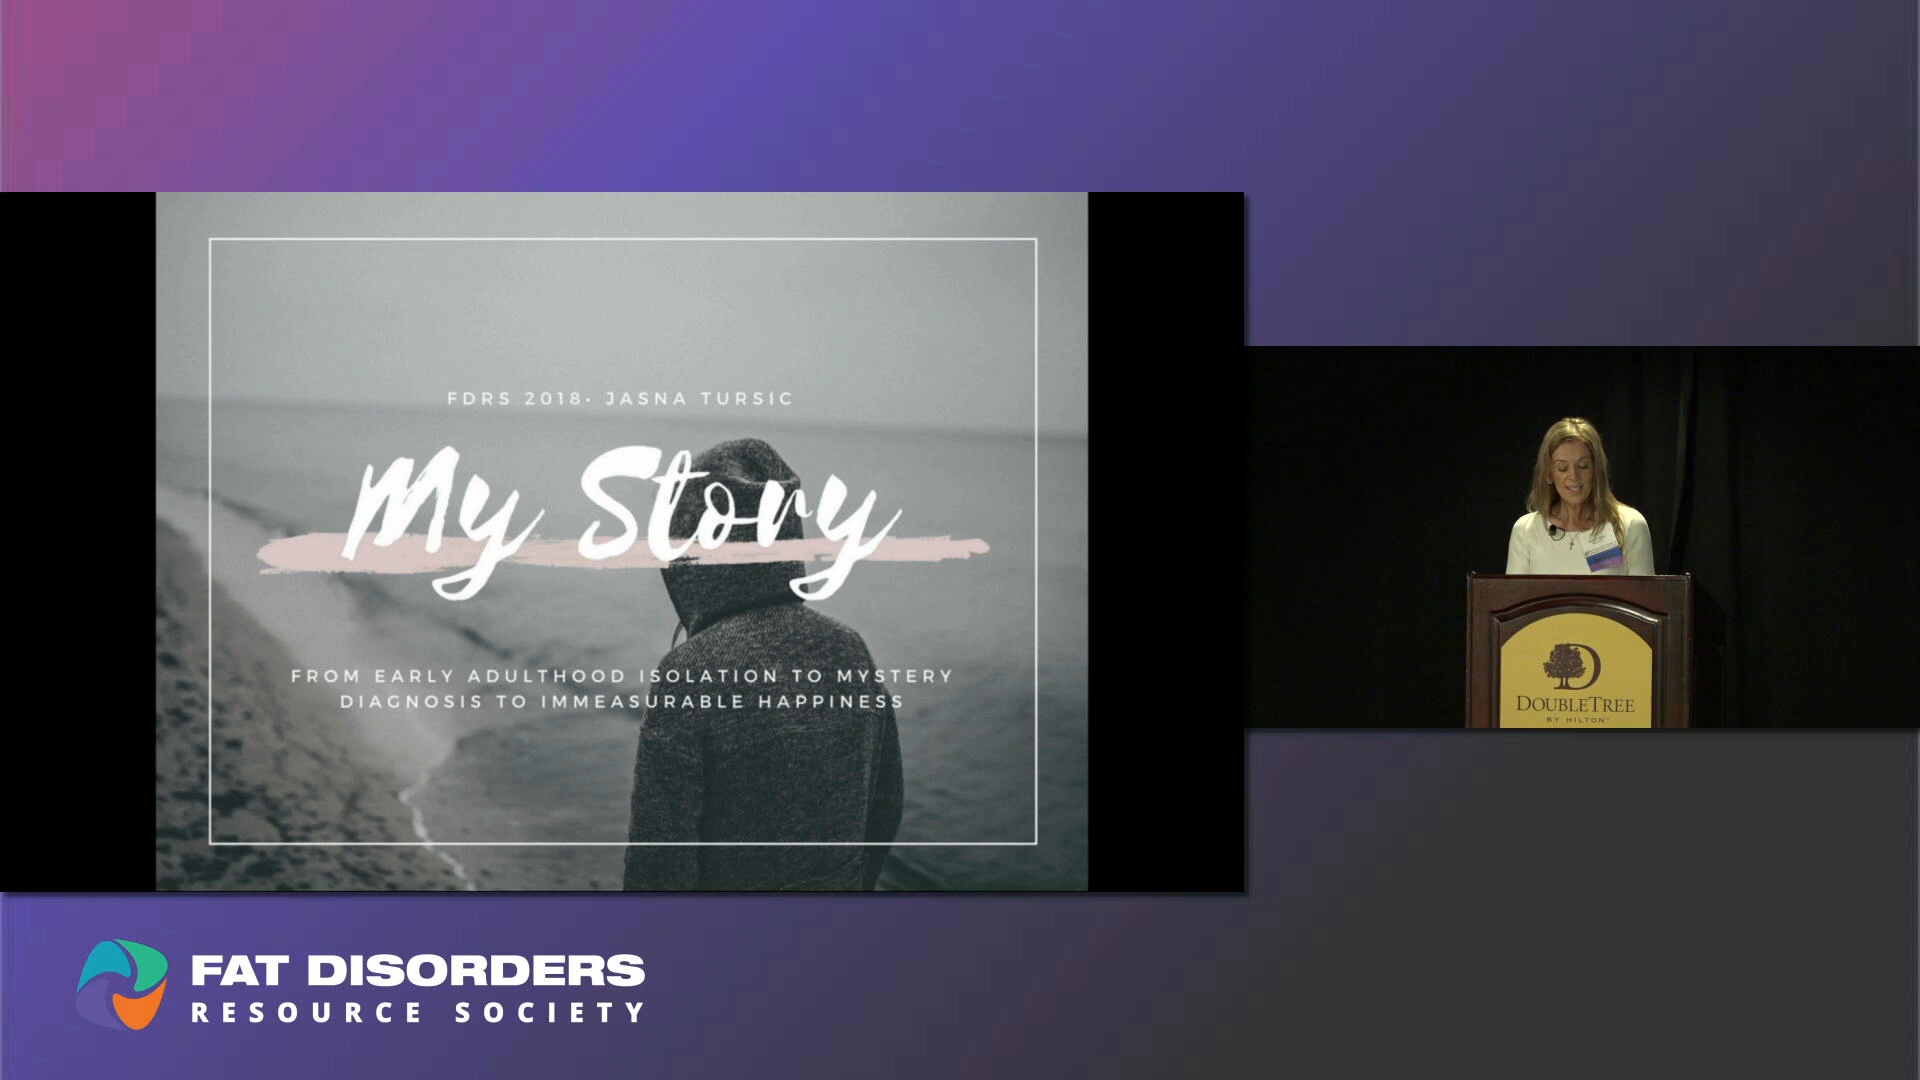 FDRS 2018• JASNA TURSIC
My Story
FROM EARLY ADULTHOOD ISOLATION TO MYSTERY
DIAGNOSIS TO IMMEASURABLE HAPPINESS
D
DOUBLETREE
BY HILTON™
FAT DISORDERS
RESOURCE SOCIETY